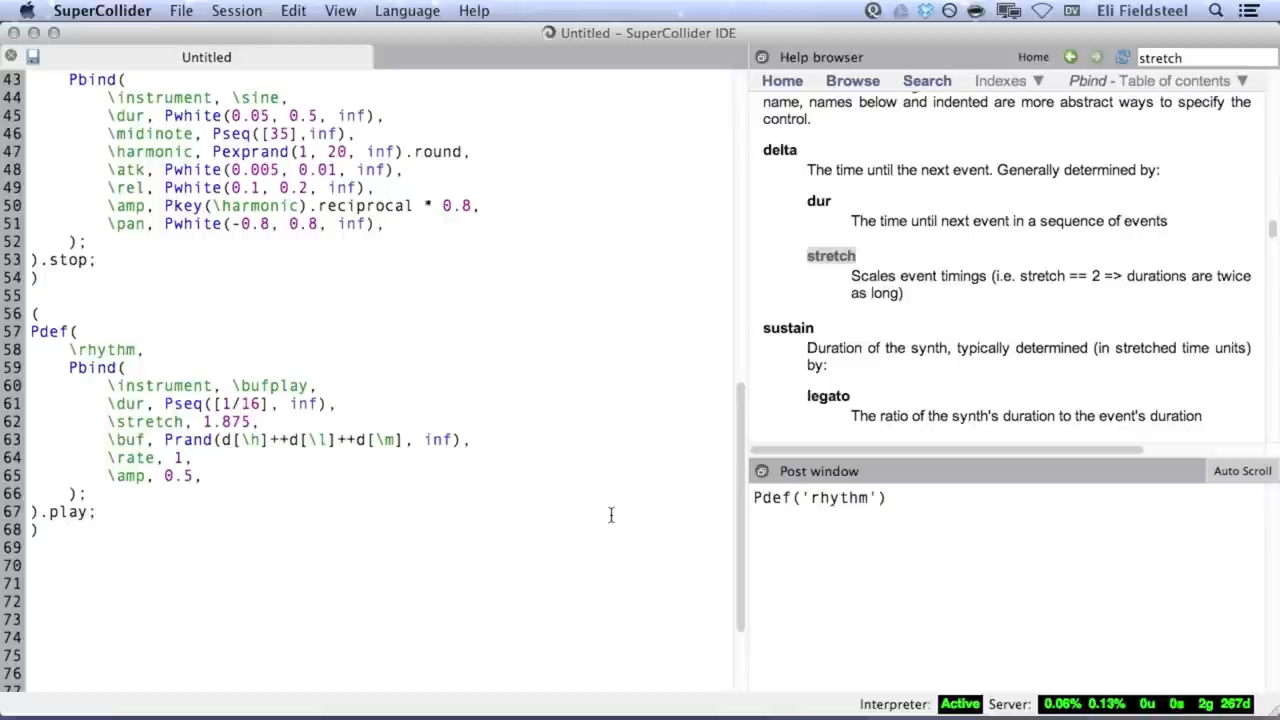 SuperCollider File Session Edit View Language Help DV Eli Fieldsteel
Untitled – SuperCollider IDE
Untitled
43 Pbind(
44 \instrument, \sine,
45 \dur, Pwhite(0.05, 0.5, inf),
46 \midinote, Pseq([35],inf),
47 \harmonic, Pexprand(1, 20, inf).round,
48 \atk, Pwhite(0.005, 0.01, inf),
49 \rel, Pwhite(0.1, 0.2, inf),
50 \amp, Pkey(\harmonic).reciprocal * 0.8,
51 \pan, Pwhite(-0.8, 0.8, inf),
52 );
53 ).stop;
54 )
55
56 (
57 Pdef(
58 \rhythm,
59 Pbind(
60 \instrument, \bufplay,
61 \dur, Pseq([1/16], inf),
62 \stretch, 1.875,
63 \buf, Prand(d[\h]++d[\l]++d[\m], inf),
64 \rate, 1,
65 \amp, 0.5,
66 );
67 ).play;
68 )
69
70
71
72
73
74
75
76
Help browser Home stretch
Home Browse Search Indexes ▼ Pbind - Table of contents ▼
name, names below and indented are more abstract ways to specify the
control.
delta
The time until the next event. Generally determined by:
dur
The time until next event in a sequence of events
stretch
Scales event timings (i.e. stretch == 2 => durations are twice
as long)
sustain
Duration of the synth, typically determined (in stretched time units)
by:
legato
The ratio of the synth's duration to the event's duration
Post window Auto Scroll
Pdef('rhythm')
Interpreter: Active Server: 0.06% 0.13% 0u 0s 2g 267d